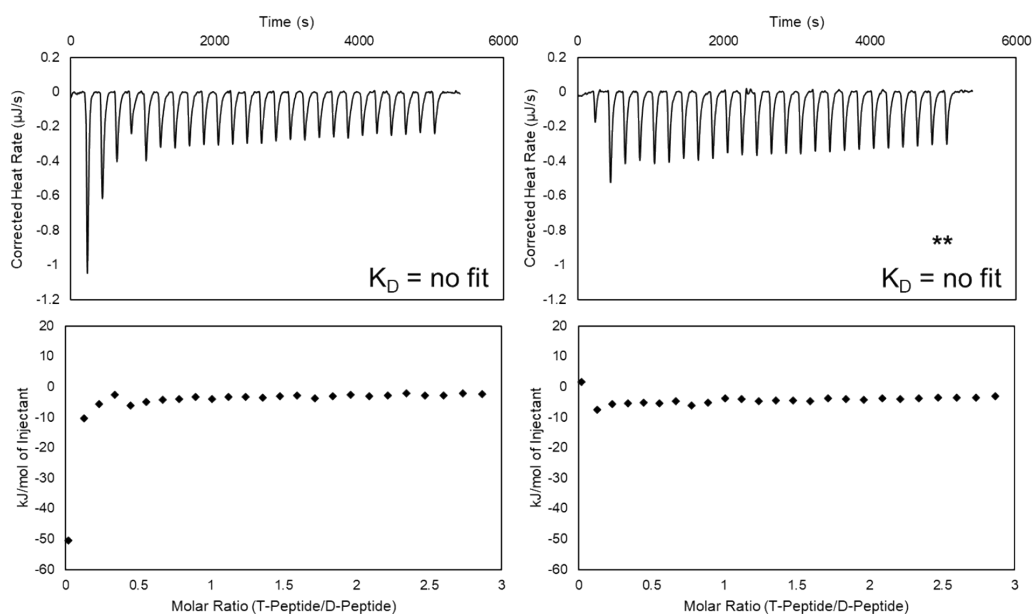 Time (s)
0 2000 4000 6000
0.2
0
-0.2
-0.4
-0.6
-0.8
-1
-1.2
Corrected Heat Rate (µJ/s)
K_D = no fit
Time (s)
0 1000 2000 3000 4000 5000 6000
0.2
0
-0.2
-0.4
-0.6
-0.8
-1
-1.2
Corrected Heat Rate (µJ/s)
**
K_D = no fit
20
10
0
-10
-20
-30
-40
-50
-60
kJ/mol of Injectant
0 0.5 1 1.5 2 2.5 3
Molar Ratio (T-Peptide/D-Peptide)
20
10
0
-10
-20
-30
-40
-50
-60
kJ/mol of Injectant
0 0.5 1 1.5 2 2.5 3
Molar Ratio (T-Peptide/D-Peptide)